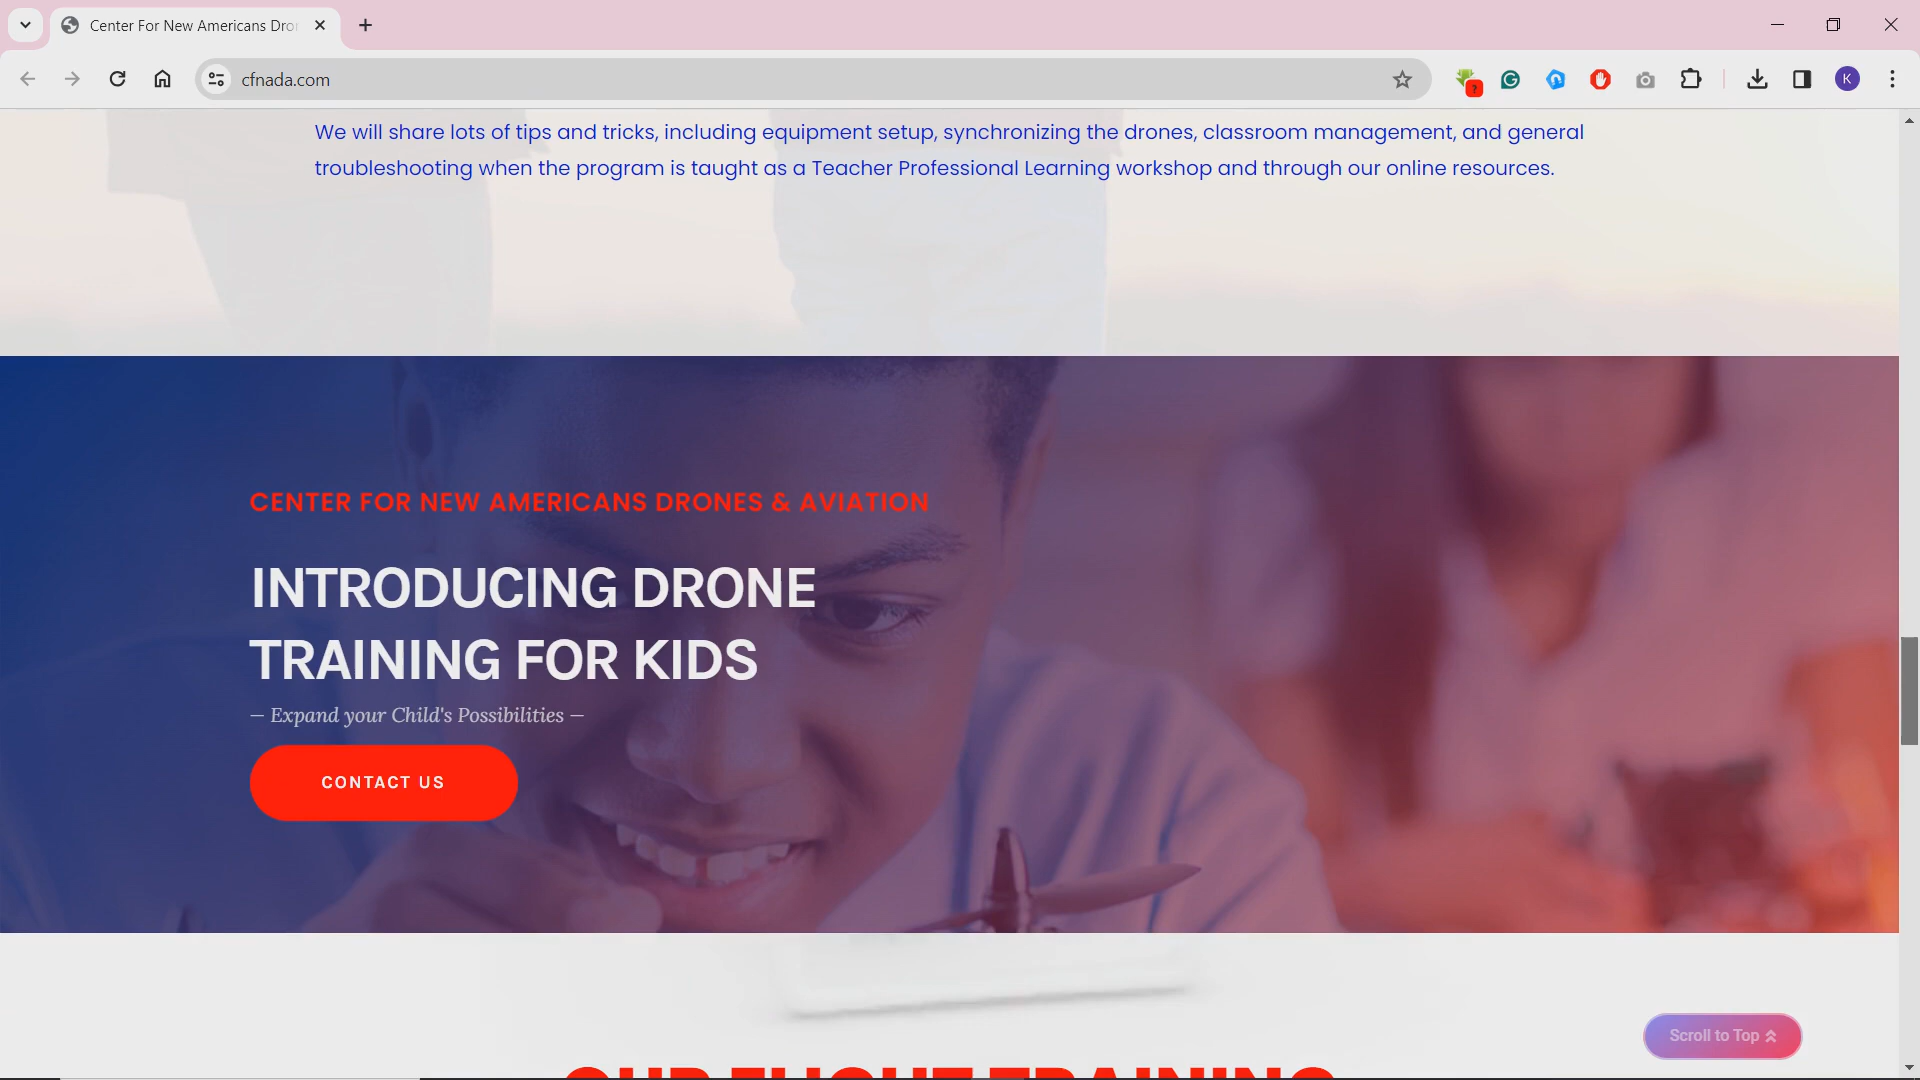 Center For New Americans Dro
cfnada.com
K
We will share lots of tips and tricks, including equipment setup, synchronizing the drones, classroom management, and general
troubleshooting when the program is taught as a Teacher Professional Learning workshop and through our online resources.
CENTER FOR NEW AMERICANS DRONES & AVIATION
INTRODUCING DRONE
TRAINING FOR KIDS
— Expand your Child's Possibilities —
CONTACT US
Scroll to Top
OUR FLIGHT TRAINING